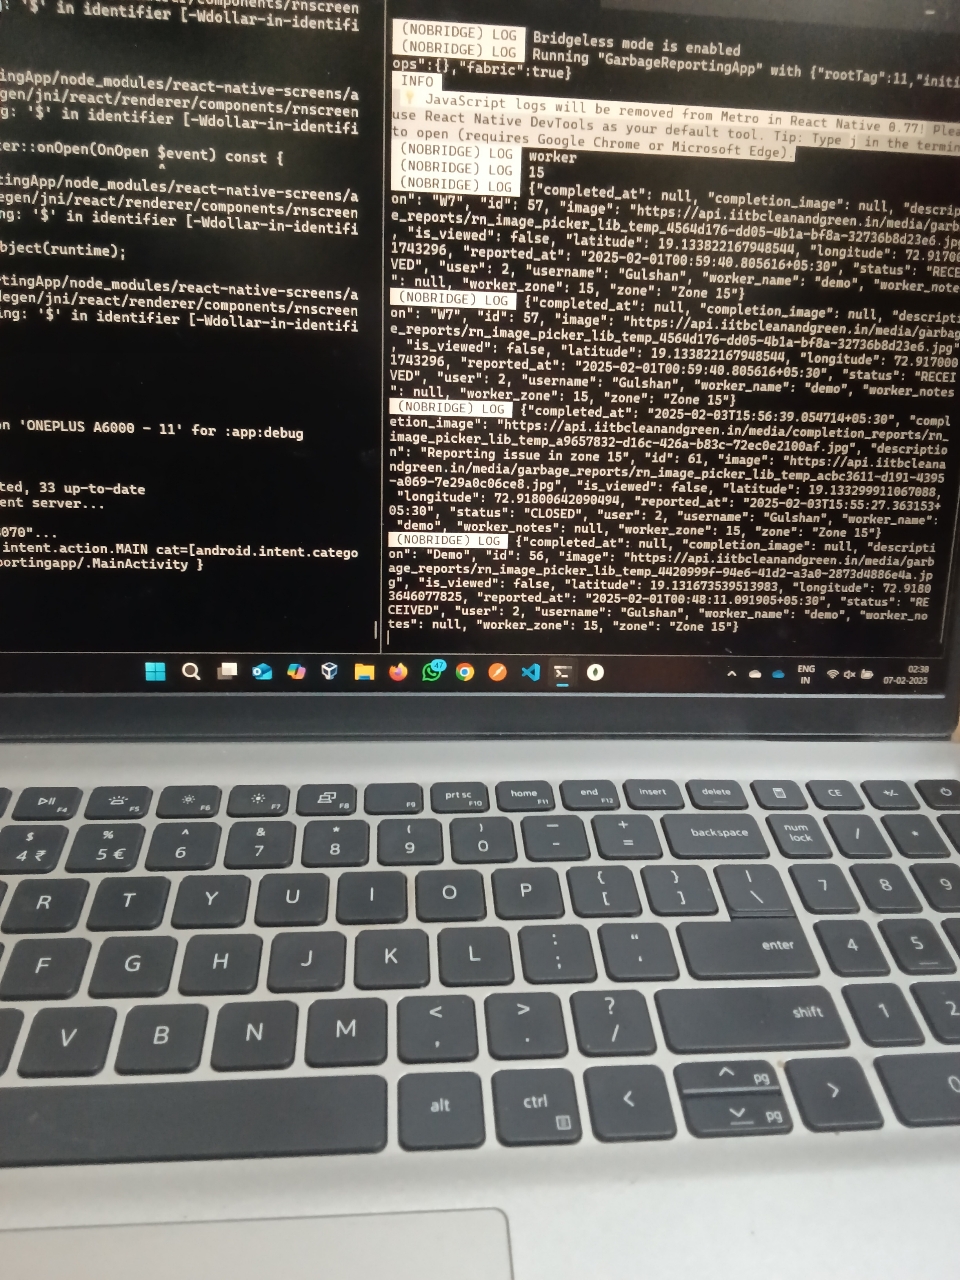 '$' in identifier [-Wdollar-in-identifi
ingApp/node_modules/react-native-screens/a
gen/jni/react/renderer/components/rnscreen
ng: '$' in identifier [-Wdollar-in-identifi
ter::onOpen(OnOpen $event) const {
^
tingApp/node_modules/react-native-screens/a
egen/jni/react/renderer/components/rnscreen
ng: '$' in identifier [-Wdollar-in-identifi
bject(runtime);
etingApp/node_modules/react-native-screens/a
degen/jni/react/renderer/components/rnscreen
ng: '$' in identifier [-Wdollar-in-identifi
on 'ONEPLUS A6000 - 11' for :app:debug
ted, 33 up-to-date
ent server...
8070"...
intent.action.MAIN cat=[android.intent.catego
portingapp/.MainActivity }
(NOBRIDGE) LOG Bridgeless mode is enabled
(NOBRIDGE) LOG Running "GarbageReportingApp" with {"rootTag":11,"initi
ops":{},"fabric":true}
INFO
💡 JavaScript logs will be removed from Metro in React Native 0.77! Plea
use React Native DevTools as your default tool. Tip: Type j in the termin
to open (requires Google Chrome or Microsoft Edge).
(NOBRIDGE) LOG worker
(NOBRIDGE) LOG 15
(NOBRIDGE) LOG {"completed_at": null, "completion_image": null, "descrip
on": "W7", "id": 57, "image": "https://api.iitbcleanandgreen.in/media/garb
e_reports/rn_image_picker_lib_temp_4564d176-dd05-4b1a-bf8a-32736b8d23e6.jpg
, "is_viewed": false, "latitude": 19.133822167948544, "longitude": 72.91700
1743296, "reported_at": "2025-02-01T00:59:40.805616+05:30", "status": "RECE
VED", "user": 2, "username": "Gulshan", "worker_name": "demo", "worker_note
": null, "worker_zone": 15, "zone": "Zone 15"}
(NOBRIDGE) LOG {"completed_at": null, "completion_image": null, "descripti
on": "W7", "id": 57, "image": "https://api.iitbcleanandgreen.in/media/garbag
e_reports/rn_image_picker_lib_temp_4564d176-dd05-4b1a-bf8a-32736b8d23e6.jpg"
, "is_viewed": false, "latitude": 19.133822167948544, "longitude": 72.917000
1743296, "reported_at": "2025-02-01T00:59:40.805616+05:30", "status": "RECEI
VED", "user": 2, "username": "Gulshan", "worker_name": "demo", "worker_notes
": null, "worker_zone": 15, "zone": "Zone 15"}
(NOBRIDGE) LOG {"completed_at": "2025-02-03T15:56:39.054714+05:30", "compl
etion_image": "https://api.iitbcleanandgreen.in/media/completion_reports/rn_
image_picker_lib_temp_a9657832-d16c-426a-b83c-72ec0e2100af.jpg", "descriptio
n": "Reporting issue in zone 15", "id": 61, "image": "https://api.iitbcleana
ndgreen.in/media/garbage_reports/rn_image_picker_lib_temp_acbc3611-d191-4395
-a069-7e29a0c06ce8.jpg", "is_viewed": false, "latitude": 19.133299911067088,
"longitude": 72.91800642090494, "reported_at": "2025-02-03T15:55:27.363153+
05:30", "status": "CLOSED", "user": 2, "username": "Gulshan", "worker_name":
"demo", "worker_notes": null, "worker_zone": 15, "zone": "Zone 15"}
(NOBRIDGE) LOG {"completed_at": null, "completion_image": null, "descripti
on": "Demo", "id": 56, "image": "https://api.iitbcleanandgreen.in/media/garb
age_reports/rn_image_picker_lib_temp_4420999f-94e6-41d2-a3a0-2873d4886e4a.jp
g", "is_viewed": false, "latitude": 19.131673539513983, "longitude": 72.9180
3646077825, "reported_at": "2025-02-01T00:48:11.091905+05:30", "status": "RE
CEIVED", "user": 2, "username": "Gulshan", "worker_name": "demo", "worker_no
tes": null, "worker_zone": 15, "zone": "Zone 15"}
47
ENG
IN
02:38
07-02-2025
F4 F5 F6 F7 F8 F9 prt sc F10 home F11 end F12 insert delete CE +/-
$ 4 ₹ % 5 € ^ 6 & 7 * 8 ( 9 ) 0 _ - + = backspace num lock / *
R T Y U I O P { [ } ] | \ 7 8 9
F G H J K L : ; " ' enter 4 5
V B N M < , > . ? / shift 1 2
alt ctrl < ^ pg pg > 0